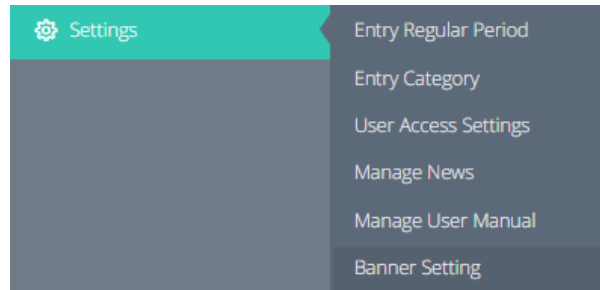 Settings
Entry Regular Period
Entry Category
User Access Settings
Manage News
Manage User Manual
Banner Setting